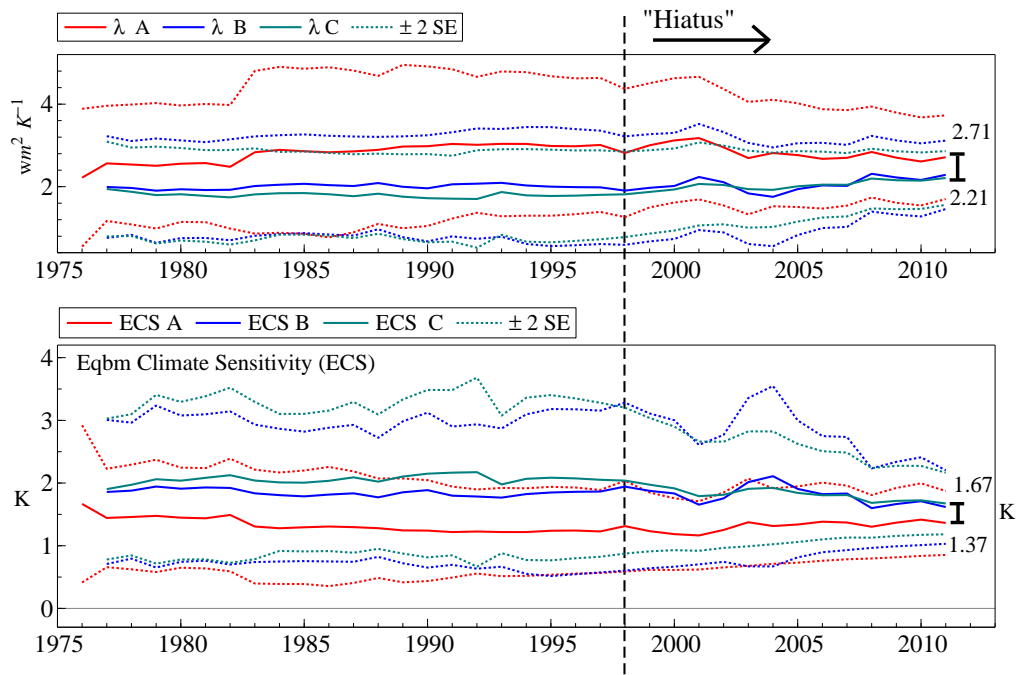 "Hiatus"
λ A λ B λ C ± 2 SE
wm² K⁻¹
4
2
2.71
2.21
1975 1980 1985 1990 1995 2000 2005 2010
ECS A ECS B ECS C ± 2 SE
Eqbm Climate Sensitivity (ECS)
4
3
2
1
0
K
1.67
K
1.37
1975 1980 1985 1990 1995 2000 2005 2010